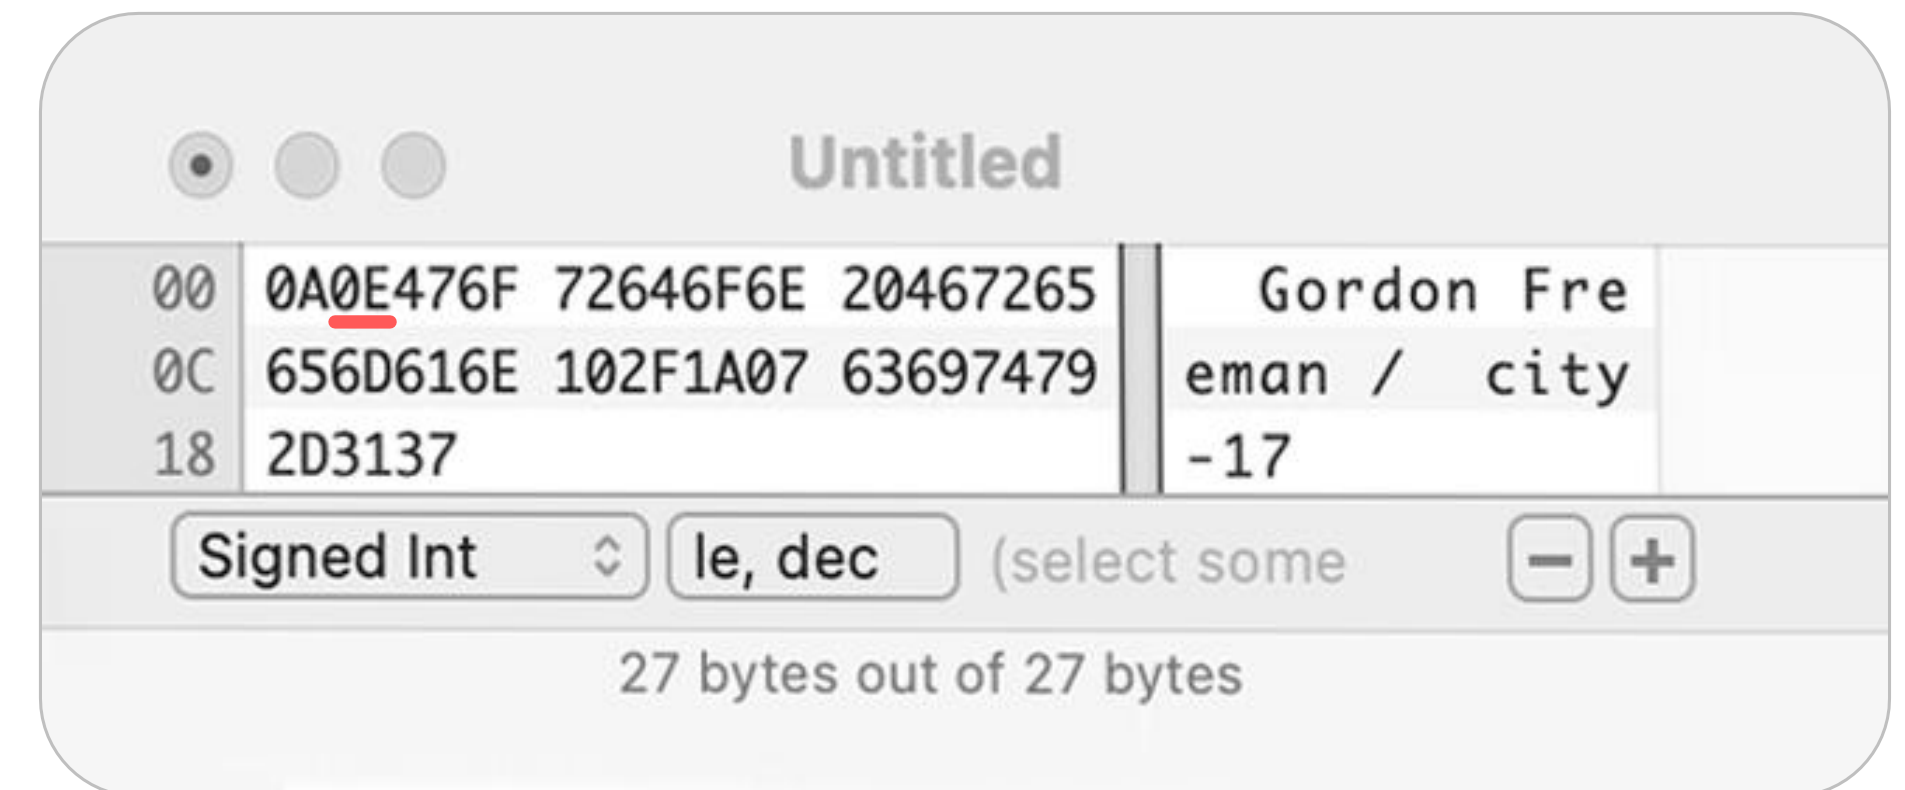 Untitled
00 0A0E476F 72646F6E 20467265 Gordon Fre
0C 656D616E 102F1A07 63697479 eman / city
18 2D3137 -17
Signed Int le, dec (select some
27 bytes out of 27 bytes